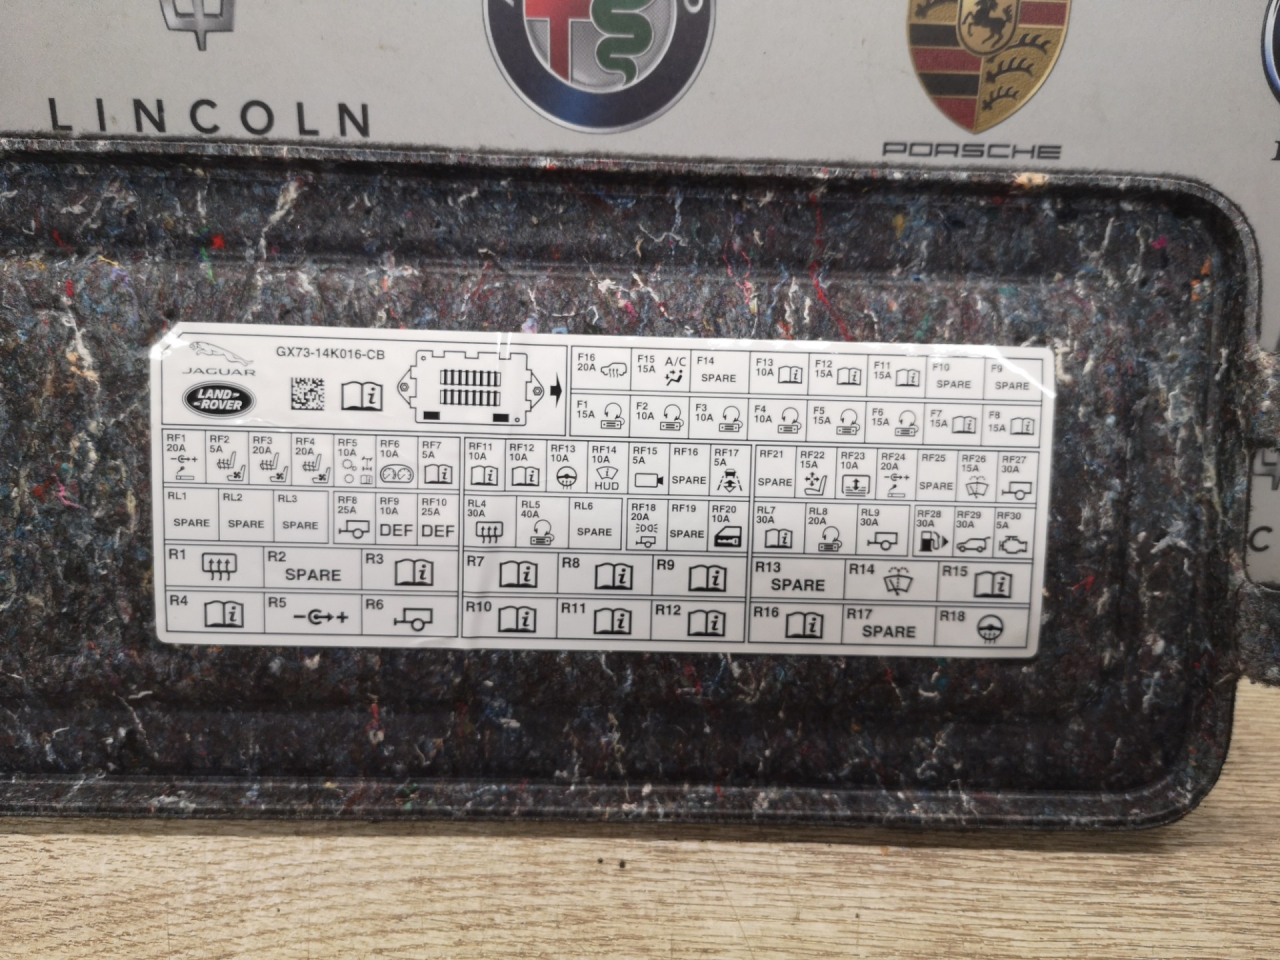 LINCOLN
PORSCHE
JAGUAR
LAND-
-ROVER
GX73-14K016-CB
F16 20A
F15 15A A/C
F14 SPARE
F13 10A
F12 15A
F11 15A
F10 SPARE
F9 SPARE
F1 15A
F2 10A
F3 10A
F4 10A
F5 15A
F6 15A
F7 15A
F8 15A
RF1 20A
RF2 5A
RF3 20A
RF4 20A
RF5 10A
RF6 10A
RF7 5A
RF11 10A
RF12 10A
RF13 10A
RF14 10A HUD
RF15 5A
RF16 SPARE
RF17 5A
RF21 SPARE
RF22 15A
RF23 10A
RF24 20A
RF25 SPARE
RF26 15A
RF27 30A
RL1 SPARE
RL2 SPARE
RL3 SPARE
RF8 25A
RF9 10A DEF
RF10 25A DEF
RL4 30A
RL5 40A
RL6 SPARE
RF18 20A
RF19 SPARE
RF20 10A
RL7 30A
RL8 20A
RL9 30A
RF28 30A
RF29 30A
RF30 5A
R1
R2 SPARE
R3
R7
R8
R9
R13 SPARE
R14
R15
R4
R5
R6
R10
R11
R12
R16
R17 SPARE
R18